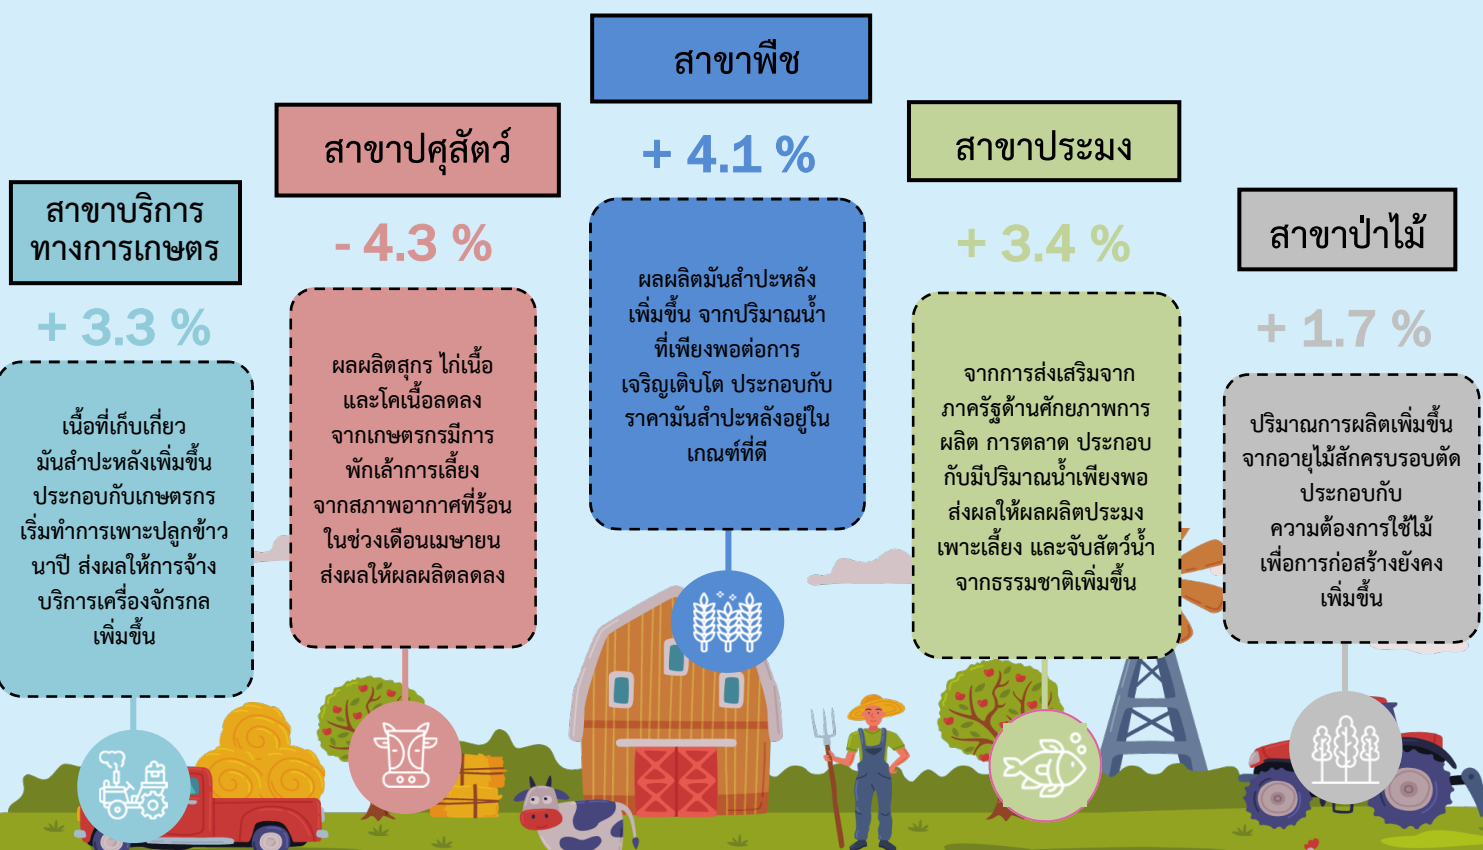 สาขาบริการ
ทางการเกษตร
+ 3.3 %
เนื้อที่เก็บเกี่ยว
มันสำปะหลังเพิ่มขึ้น
ประกอบกับเกษตรกร
เริ่มทำการเพาะปลูกข้าว
นาปี ส่งผลให้การจ้าง
บริการเครื่องจักรกล
เพิ่มขึ้น
สาขาปศุสัตว์
- 4.3 %
ผลผลิตสุกร ไก่เนื้อ
และโคเนื้อลดลง
จากเกษตรกรมีการ
พักเล้าการเลี้ยง
จากสภาพอากาศที่ร้อน
ในช่วงเดือนเมษายน
ส่งผลให้ผลผลิตลดลง
สาขาพืช
+ 4.1 %
ผลผลิตมันสำปะหลัง
เพิ่มขึ้น จากปริมาณน้ำ
ที่เพียงพอต่อการ
เจริญเติบโต ประกอบกับ
ราคามันสำปะหลังอยู่ใน
เกณฑ์ที่ดี
สาขาประมง
+ 3.4 %
จากการส่งเสริมจาก
ภาครัฐด้านศักยภาพการ
ผลิต การตลาด ประกอบ
กับมีปริมาณน้ำเพียงพอ
ส่งผลให้ผลผลิตประมง
เพาะเลี้ยง และจับสัตว์น้ำ
จากธรรมชาติเพิ่มขึ้น
สาขาป่าไม้
+ 1.7 %
ปริมาณการผลิตเพิ่มขึ้น
จากอายุไม้สักครบรอบตัด
ประกอบกับ
ความต้องการใช้ไม้
เพื่อการก่อสร้างยังคง
เพิ่มขึ้น